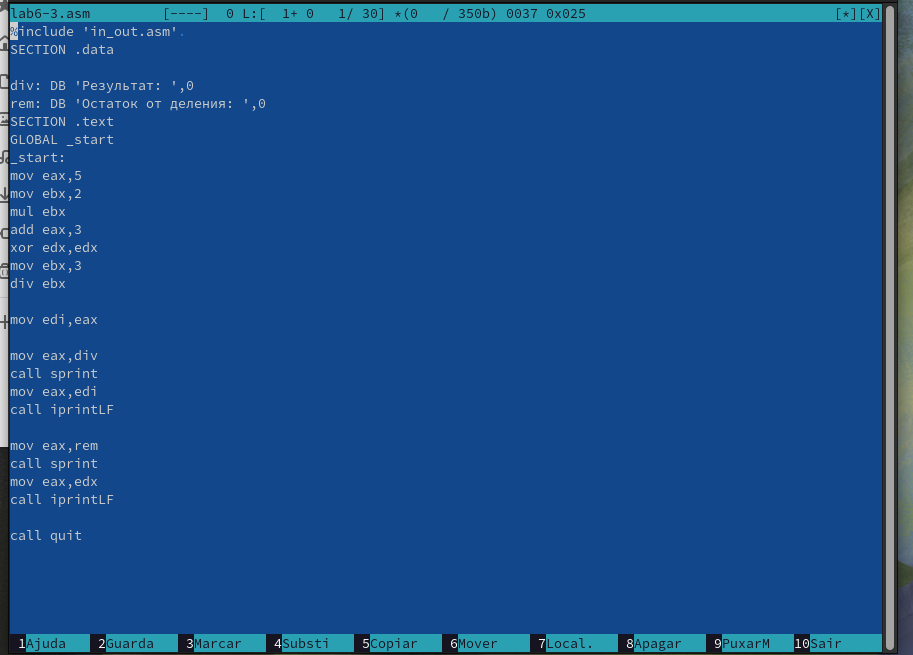 lab6-3.asm [----] 0 L:[ 1+ 0 1/ 30] *(0 / 350b) 0037 0x025 [*][X]
%include 'in_out.asm'.
SECTION .data
div: DB 'Результат: ',0
rem: DB 'Остаток от деления: ',0
SECTION .text
GLOBAL _start
_start:
mov eax,5
mov ebx,2
mul ebx
add eax,3
xor edx,edx
mov ebx,3
div ebx
mov edi,eax
mov eax,div
call sprint
mov eax,edi
call iprintLF
mov eax,rem
call sprint
mov eax,edx
call iprintLF
call quit
1Ajuda 2Guarda 3Marcar 4Substi 5Copiar 6Mover 7Local. 8Apagar 9PuxarM 10Sair